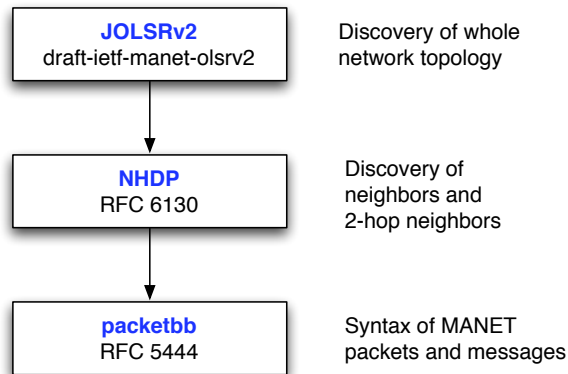 JOLSRv2
draft-ietf-manet-olsrv2
Discovery of whole
network topology
NHDP
RFC 6130
Discovery of
neighbors and
2-hop neighbors
packetbb
RFC 5444
Syntax of MANET
packets and messages